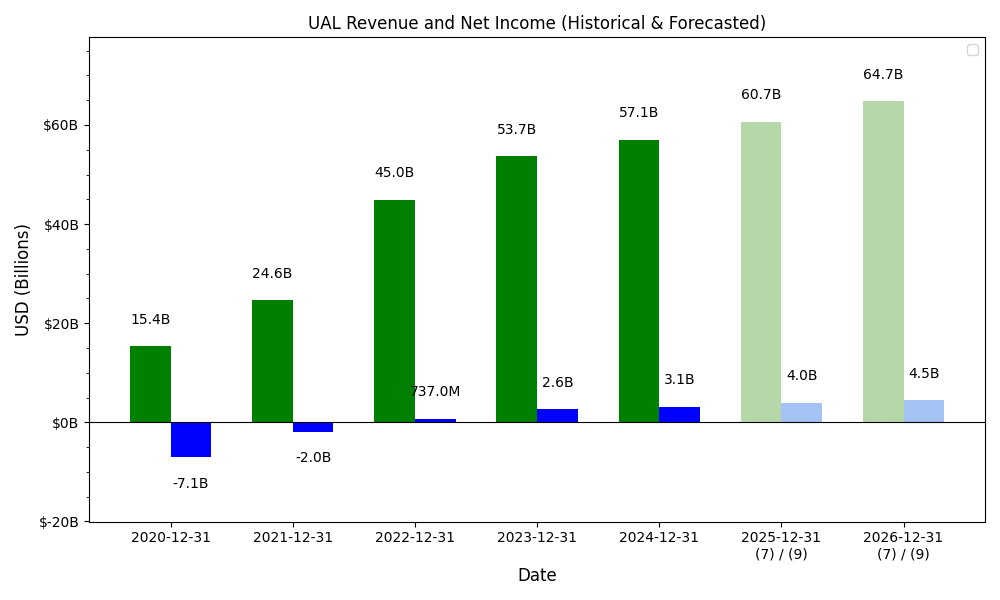 UAL Revenue and Net Income (Historical & Forecasted)
USD (Billions)
$60B
$40B
$20B
$0B
$-20B
15.4B
-7.1B
24.6B
-2.0B
45.0B
737.0M
53.7B
2.6B
57.1B
3.1B
60.7B
4.0B
64.7B
4.5B
2020-12-31
2021-12-31
2022-12-31
2023-12-31
2024-12-31
2025-12-31
(7) / (9)
2026-12-31
(7) / (9)
Date